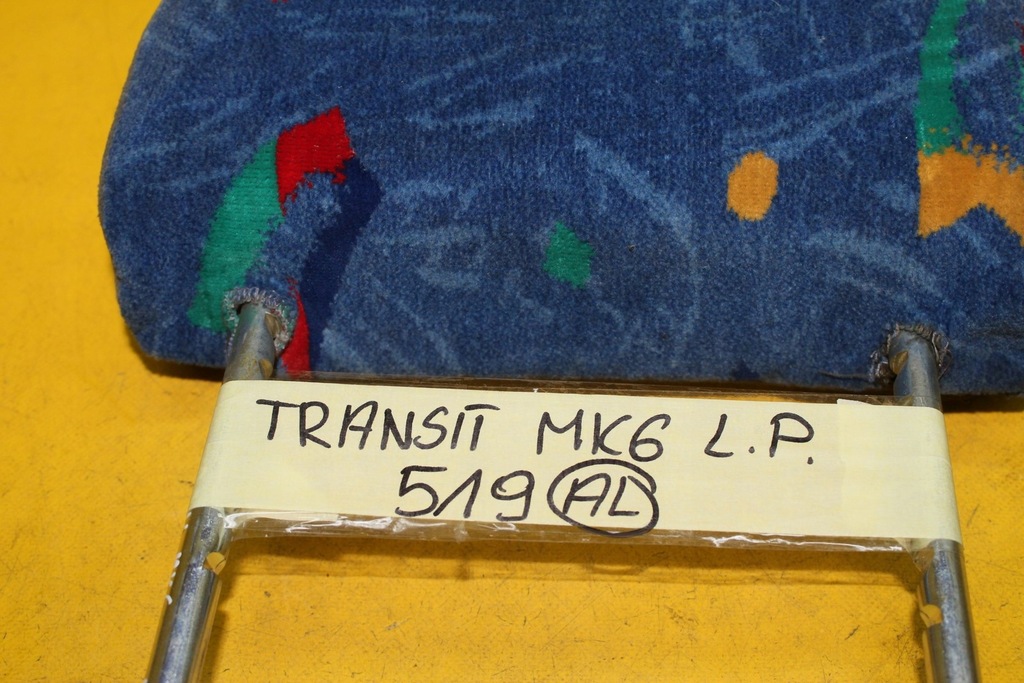 TRANSIT MK6 L.P.
519 AL